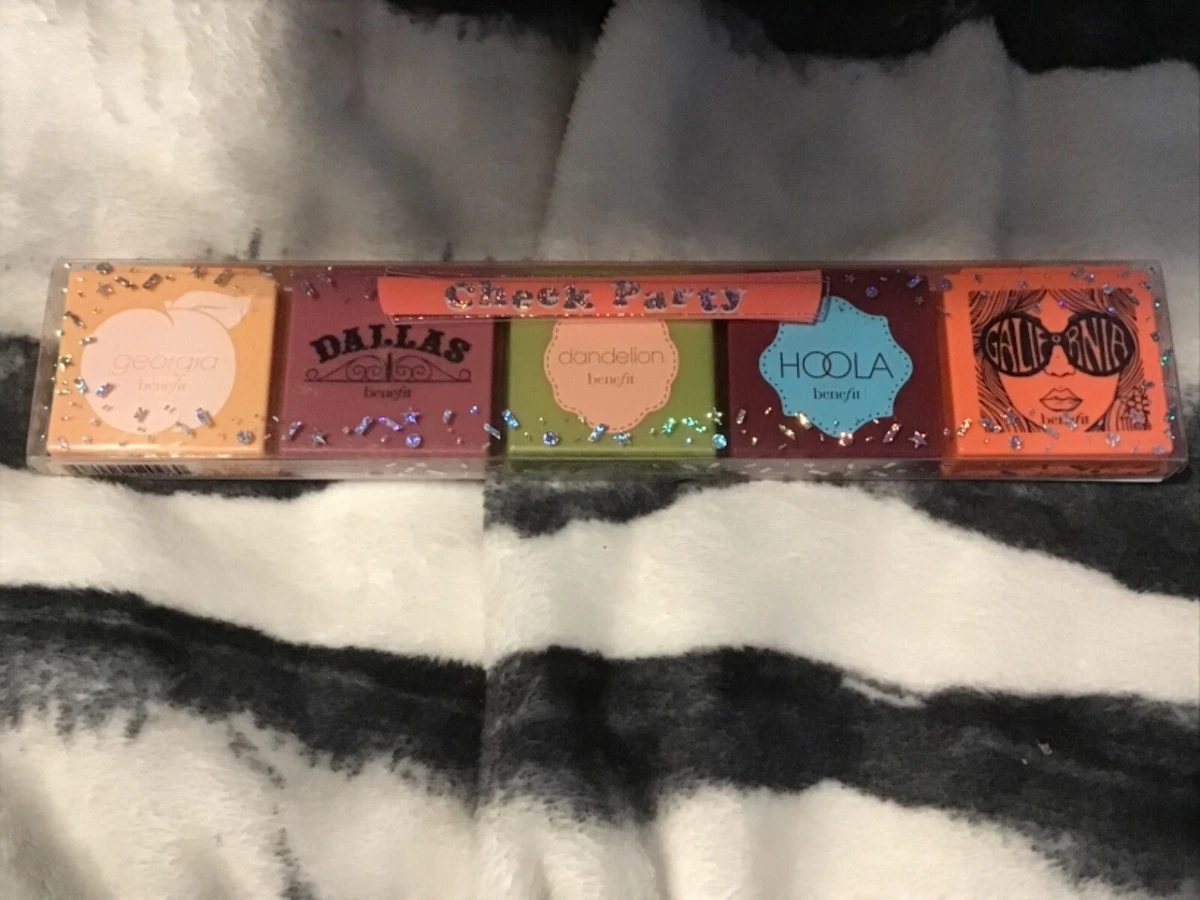 Cheek Party
georgia
benefit
DALLAS
benefit
dandelion
benefit
HOOLA
benefit
GALIFORNIA
benefit